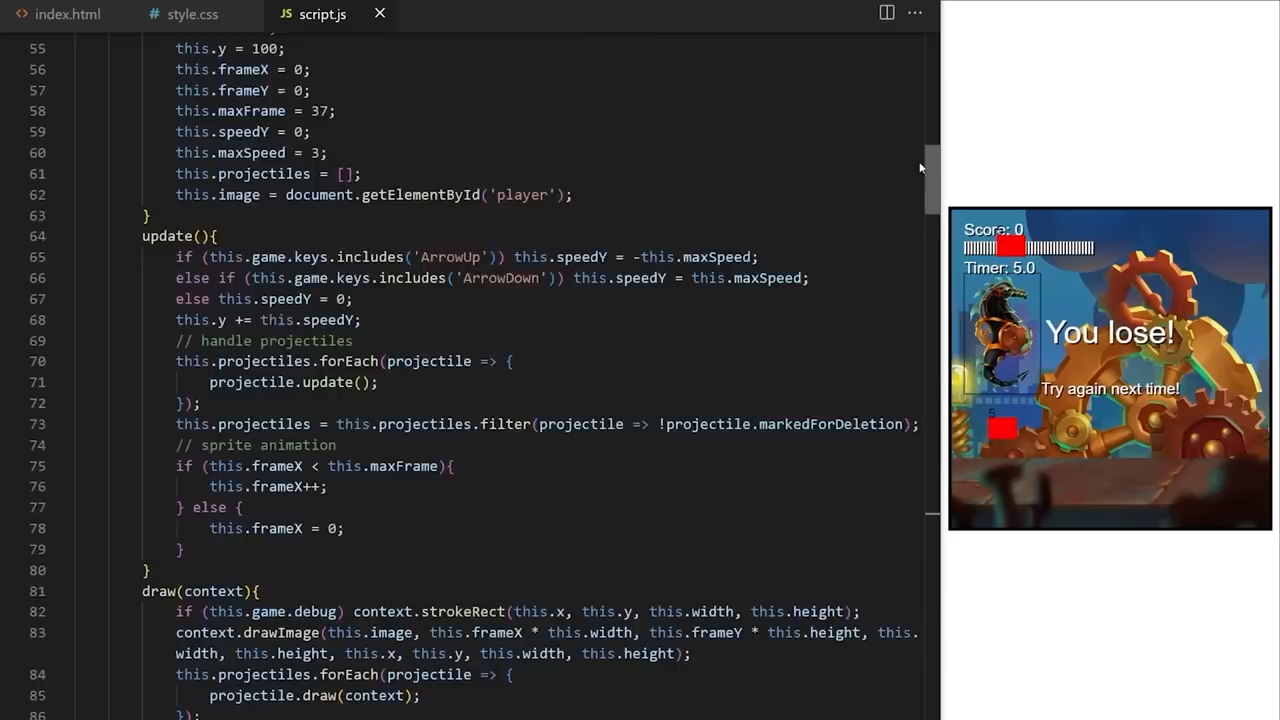 index.html
# style.css
JS script.js
55 this.y = 100;
56 this.frameX = 0;
57 this.frameY = 0;
58 this.maxFrame = 37;
59 this.speedY = 0;
60 this.maxSpeed = 3;
61 this.projectiles = [];
62 this.image = document.getElementById('player');
63 }
64 update(){
65 if (this.game.keys.includes('ArrowUp')) this.speedY = -this.maxSpeed;
66 else if (this.game.keys.includes('ArrowDown')) this.speedY = this.maxSpeed;
67 else this.speedY = 0;
68 this.y += this.speedY;
69 // handle projectiles
70 this.projectiles.forEach(projectile => {
71 projectile.update();
72 });
73 this.projectiles = this.projectiles.filter(projectile => !projectile.markedForDeletion);
74 // sprite animation
75 if (this.frameX < this.maxFrame){
76 this.frameX++;
77 } else {
78 this.frameX = 0;
79 }
80 }
81 draw(context){
82 if (this.game.debug) context.strokeRect(this.x, this.y, this.width, this.height);
83 context.drawImage(this.image, this.frameX * this.width, this.frameY * this.height, this.
width, this.height, this.x, this.y, this.width, this.height);
84 this.projectiles.forEach(projectile => {
85 projectile.draw(context);
86 });
Score: 0
Timer: 5.0
You lose!
Try again next time!
5